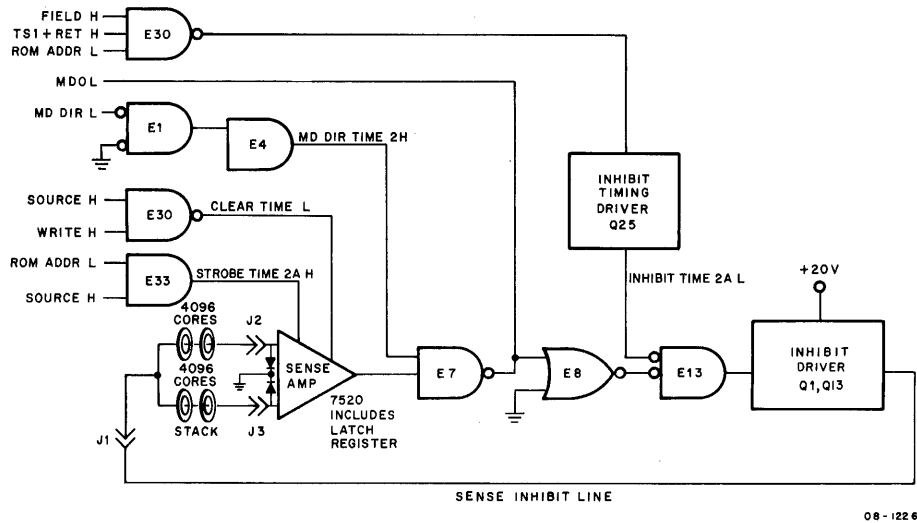 FIELD H
TS1+RET H
ROM ADDR L
E30
MDOL
MD DIR L
E1
E4
MD DIR TIME 2H
SOURCE H
WRITE H
E30
CLEAR TIME L
ROM ADDR L
SOURCE H
E33
STROBE TIME 2A H
INHIBIT
TIMING
DRIVER
Q25
INHIBIT TIME 2A L
+20V
4096
CORES
J2
4096
CORES
STACK
J3
J1
SENSE
AMP
7520
INCLUDES
LATCH
REGISTER
E7
E8
E13
INHIBIT
DRIVER
Q1,Q13
SENSE INHIBIT LINE
08-1226